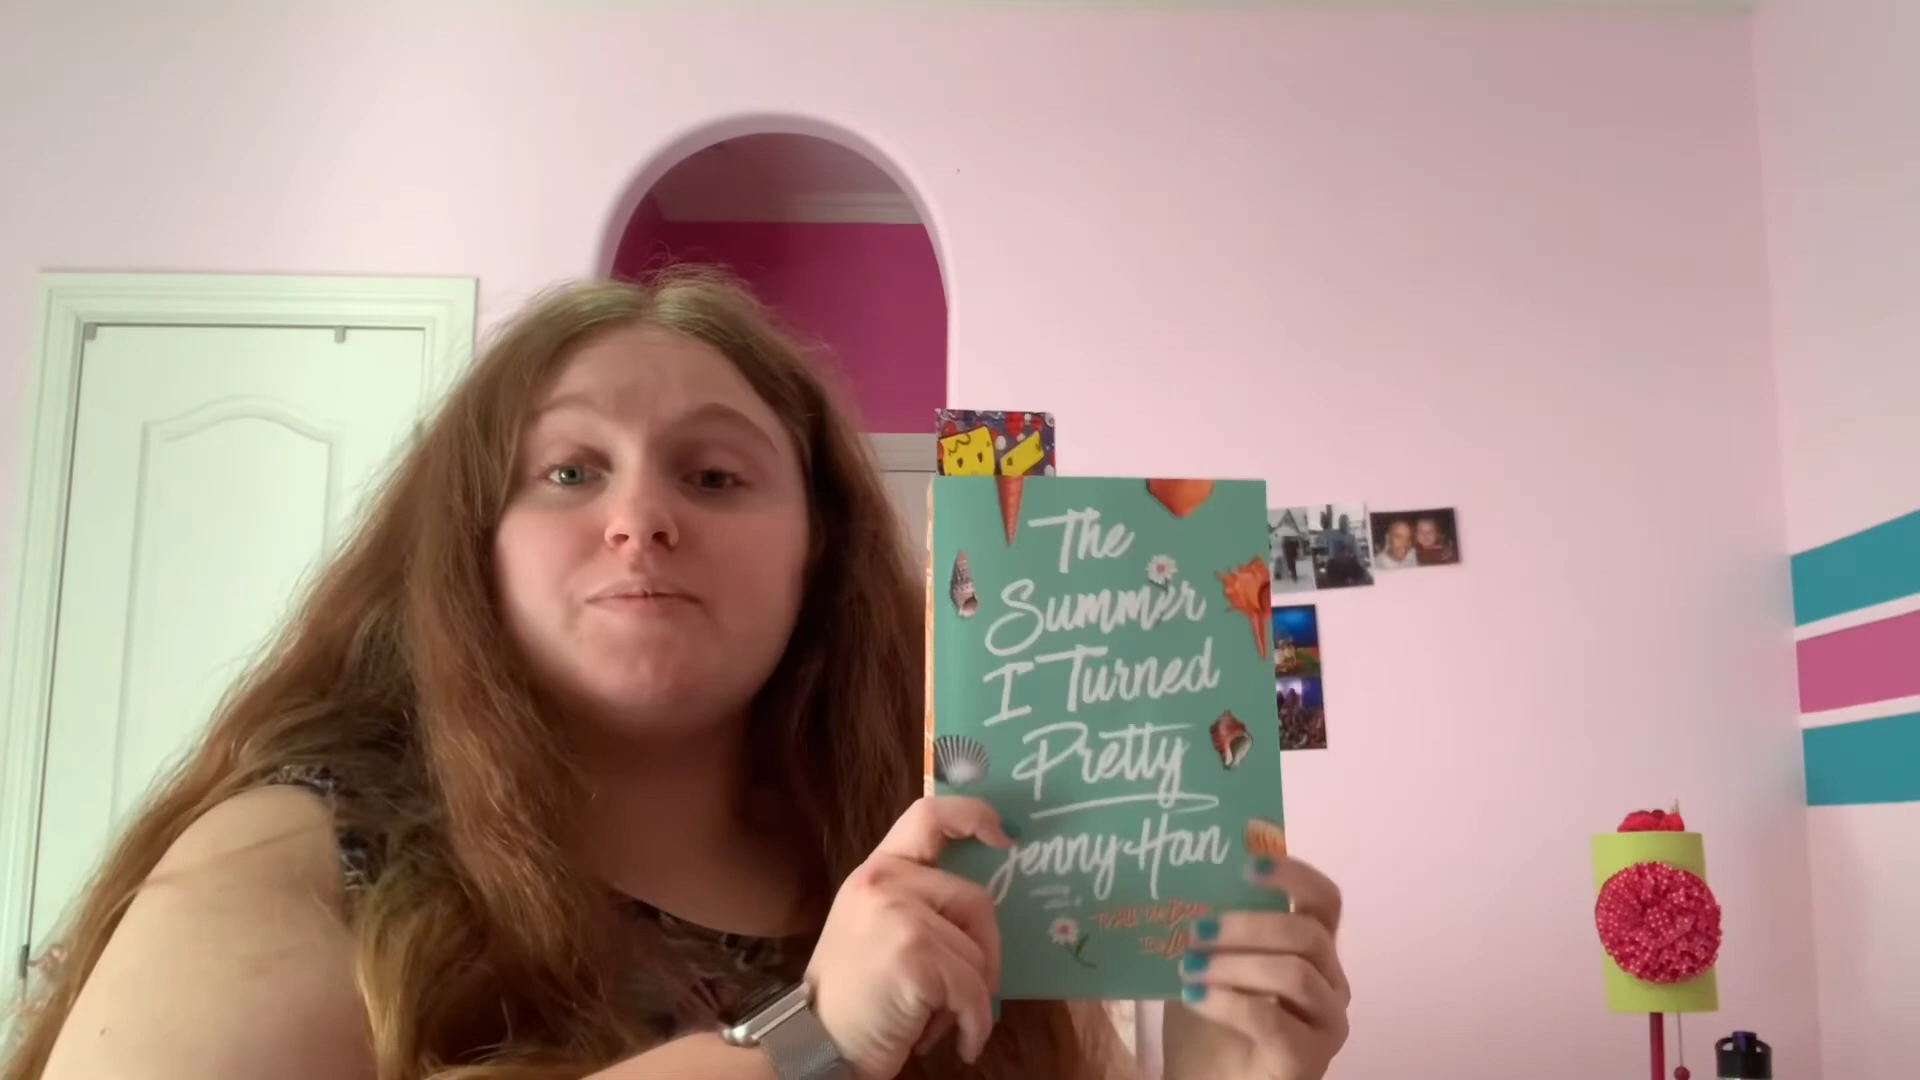 The
Summer
I Turned
Pretty
Jenny Han